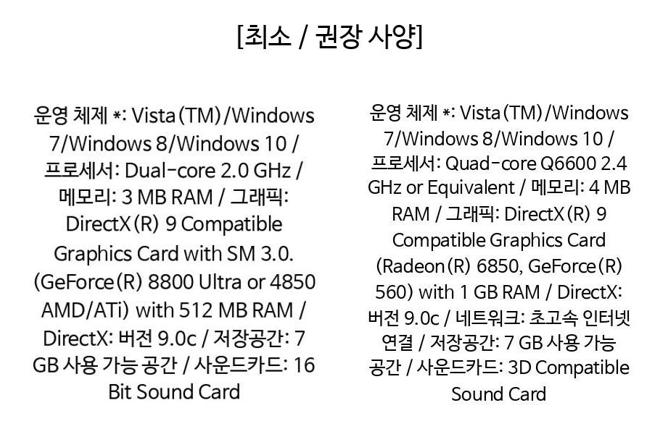 [최소 / 권장 사양]
운영 체제 *: Vista(TM)/Windows
7/Windows 8/Windows 10 /
프로세서: Dual-core 2.0 GHz /
메모리: 3 MB RAM / 그래픽:
DirectX(R) 9 Compatible
Graphics Card with SM 3.0.
(GeForce(R) 8800 Ultra or 4850
AMD/ATi) with 512 MB RAM /
DirectX: 버전 9.0c / 저장공간: 7
GB 사용 가능 공간 / 사운드카드: 16
Bit Sound Card
운영 체제 *: Vista(TM)/Windows
7/Windows 8/Windows 10 /
프로세서: Quad-core Q6600 2.4
GHz or Equivalent / 메모리: 4 MB
RAM / 그래픽: DirectX(R) 9
Compatible Graphics Card
(Radeon(R) 6850, GeForce(R)
560) with 1 GB RAM / DirectX:
버전 9.0c / 네트워크: 초고속 인터넷
연결 / 저장공간: 7 GB 사용 가능
공간 / 사운드카드: 3D Compatible
Sound Card